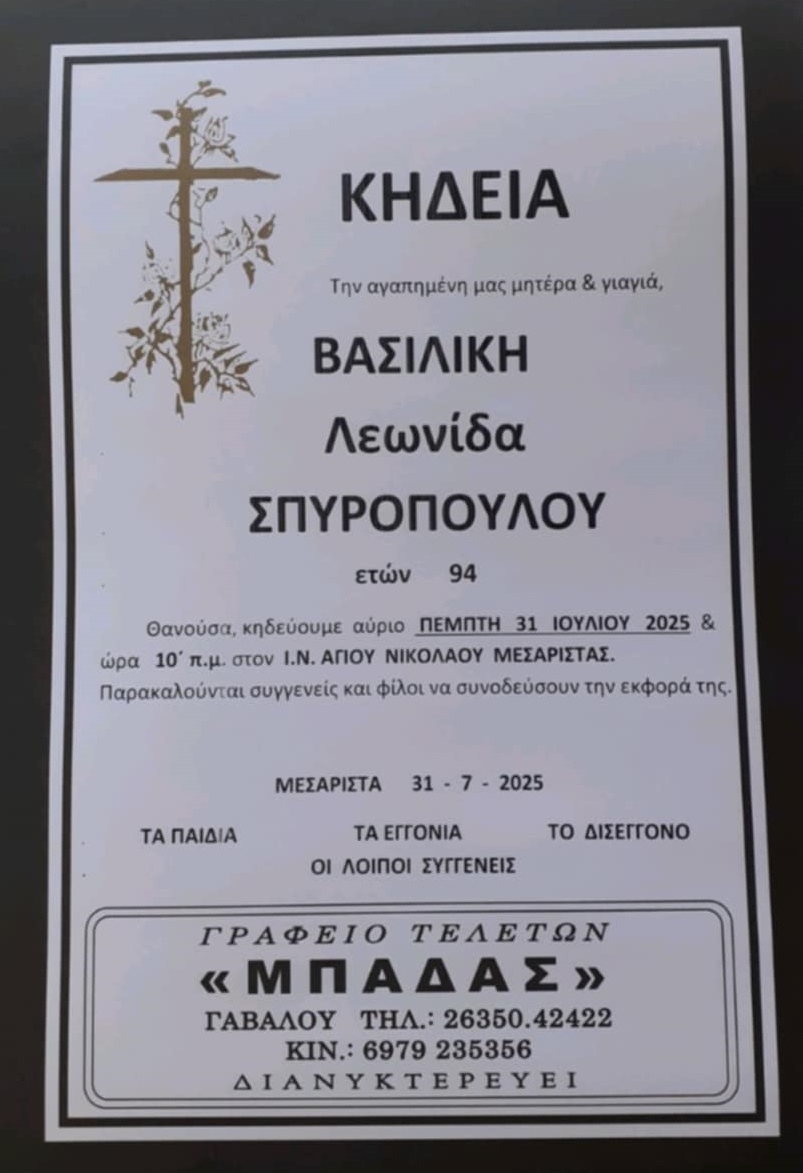 ΚΗΔΕΙΑ
Την αγαπημένη μας μητέρα & γιαγιά,
ΒΑΣΙΛΙΚΗ
Λεωνίδα
ΣΠΥΡΟΠΟΥΛΟΥ
ετών 94
Θανούσα, κηδεύουμε αύριο ΠΕΜΠΤΗ 31 ΙΟΥΛΙΟΥ 2025 &
ώρα 10΄ π.μ. στον Ι.Ν. ΑΓΙΟΥ ΝΙΚΟΛΑΟΥ ΜΕΣΑΡΙΣΤΑΣ.
Παρακαλούνται συγγενείς και φίλοι να συνοδεύσουν την εκφορά της.
ΜΕΣΑΡΙΣΤΑ 31 - 7 - 2025
ΤΑ ΠΑΙΔΙΑ ΤΑ ΕΓΓΟΝΙΑ ΤΟ ΔΙΣΕΓΓΟΝΟ
ΟΙ ΛΟΙΠΟΙ ΣΥΓΓΕΝΕΙΣ
ΓΡΑΦΕΙΟ ΤΕΛΕΤΩΝ
«ΜΠΑΔΑΣ»
ΓΑΒΑΛΟΥ ΤΗΛ.: 26350.42422
ΚΙΝ.: 6979 235356
ΔΙΑΝΥΚΤΕΡΕΥΕΙ